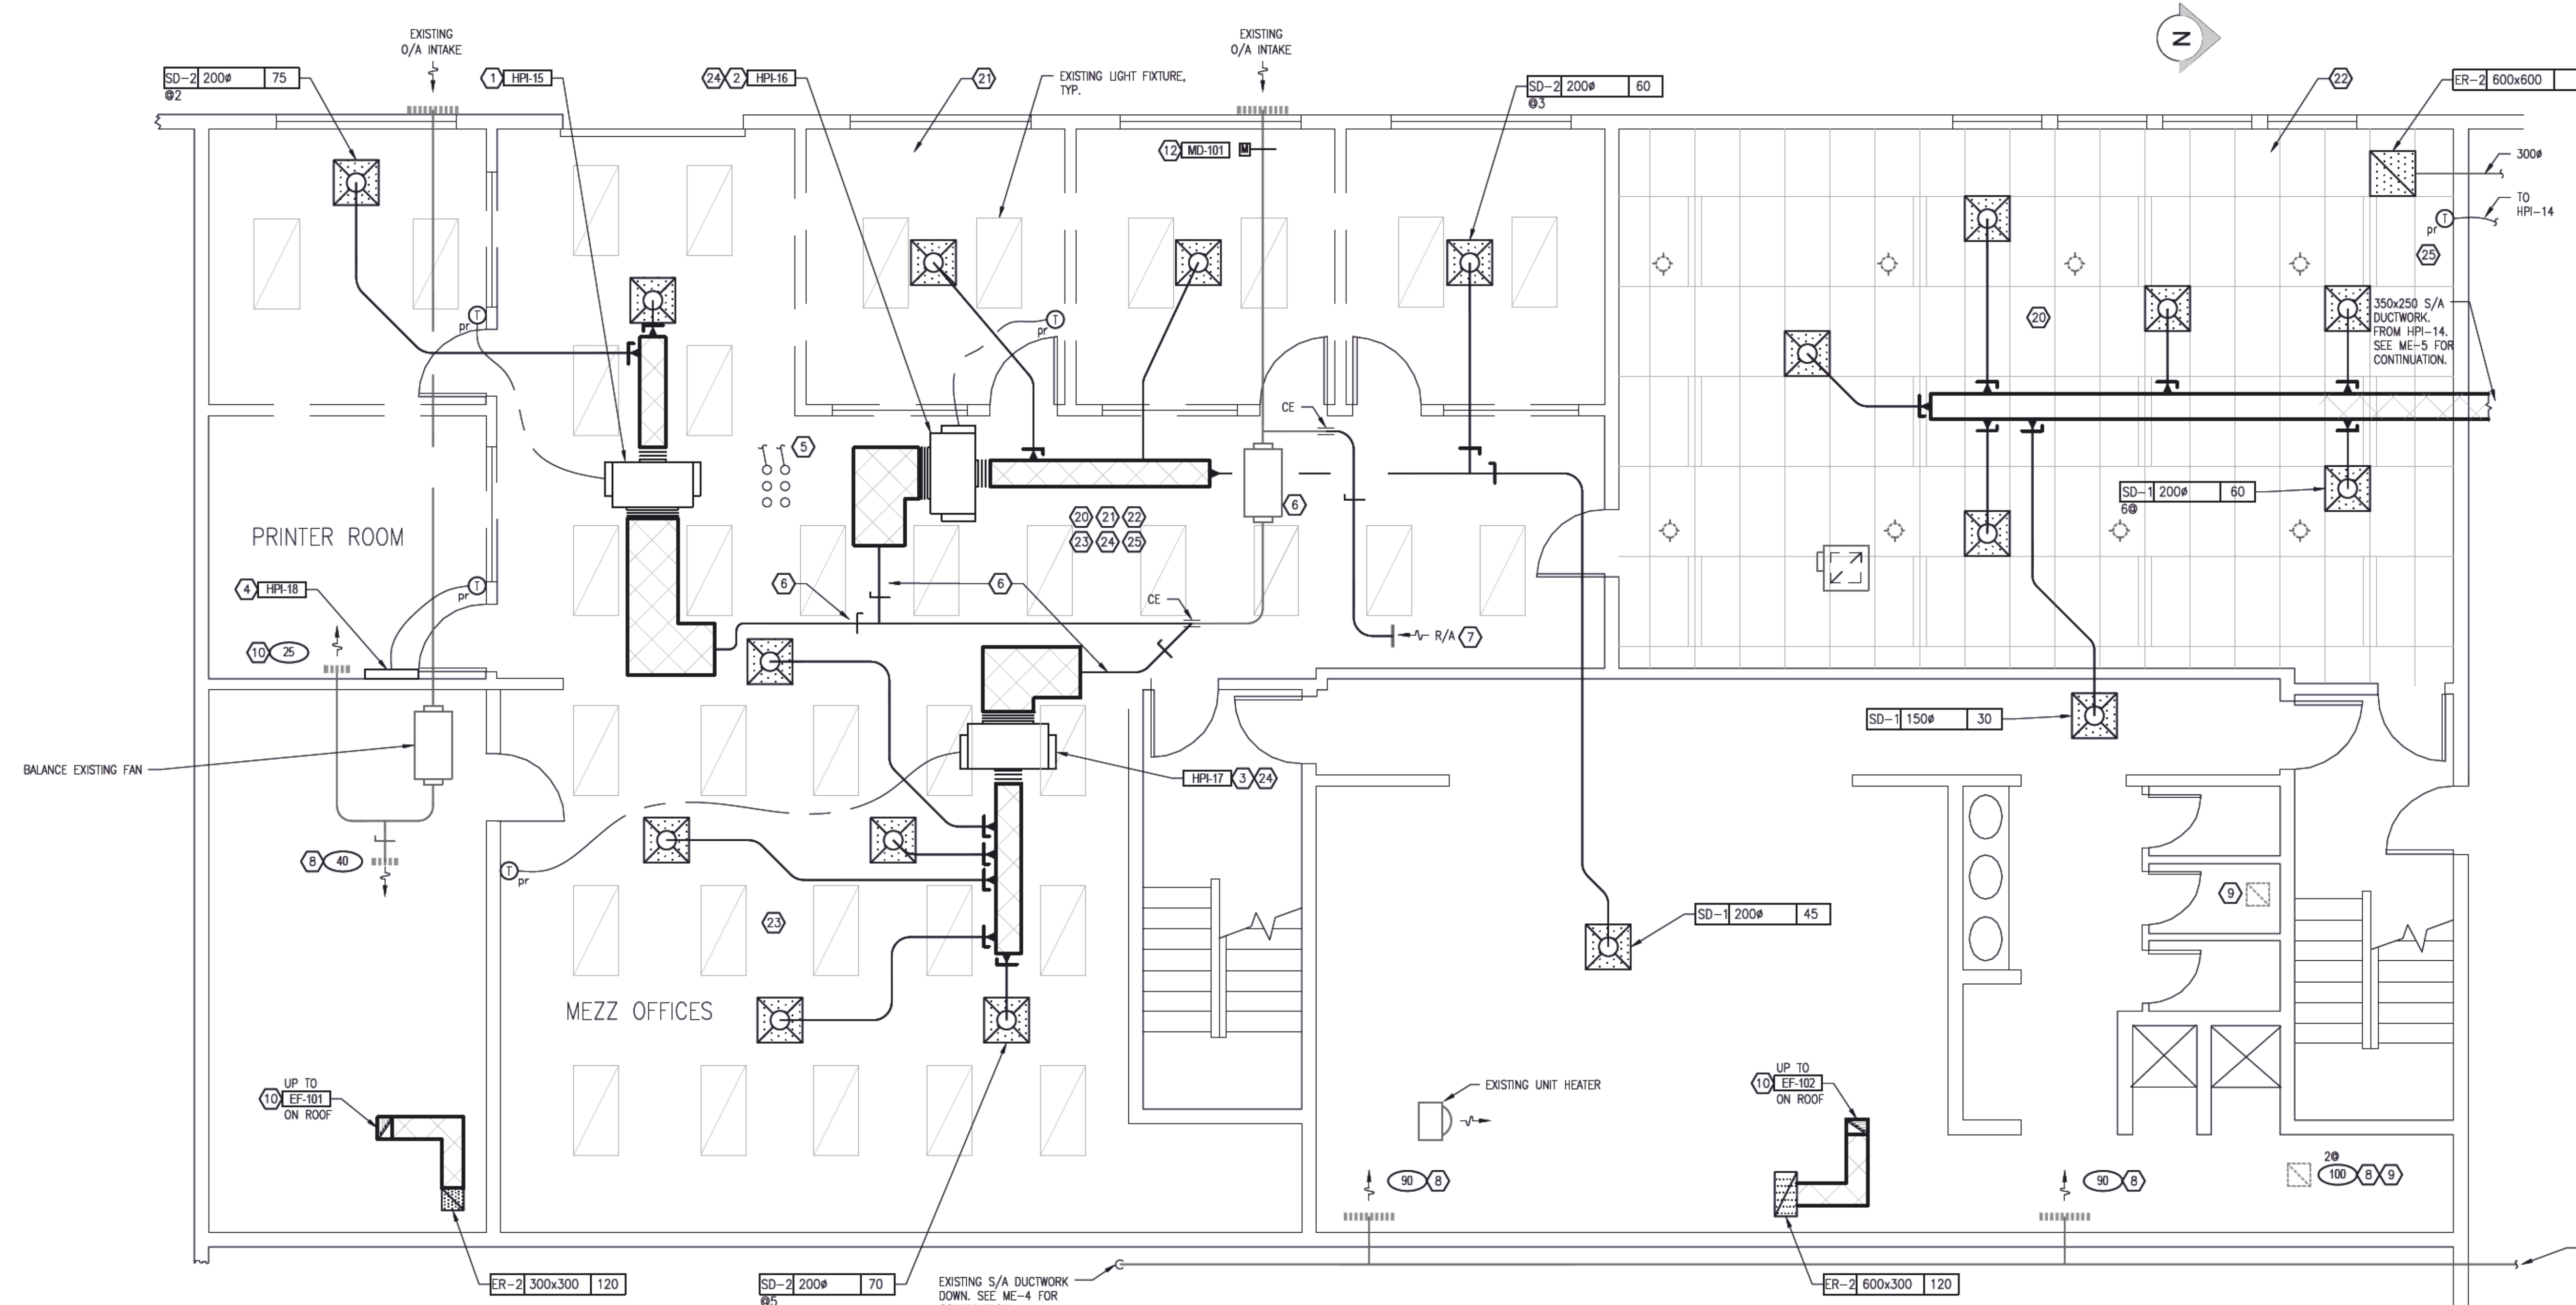 EXISTING
O/A INTAKE
EXISTING
O/A INTAKE
N
SD-2 200ø 75
@2
1 HPI-15
24 2 HPI-16
21
EXISTING LIGHT FIXTURE,
TYP.
SD-2 200ø 60
@3
22
ER-2 600x600
12 MD-101 M
300ø
TO
HPI-14
T
pr
25
T
pr
T
pr
20
350x250 S/A
DUCTWORK.
FROM HPI-14.
SEE ME-5 FOR
CONTINUATION.
CE
5
6
SD-1 200ø 60
6@
20 21 22
23 24 25
PRINTER ROOM
4 HPI-18
T
pr
6
6
CE
R/A 7
10 25
SD-1 150ø 30
BALANCE EXISTING FAN
HPI-17 3 24
8 40
T
pr
9
23
SD-1 200ø 45
MEZZ OFFICES
UP TO
10 EF-101
ON ROOF
EXISTING UNIT HEATER
UP TO
10 EF-102
ON ROOF
90 8
90 8
2@
100 8 9
ER-2 300x300 120
SD-2 200ø 70
@5
EXISTING S/A DUCTWORK
DOWN. SEE ME-4 FOR
ER-2 600x300 120